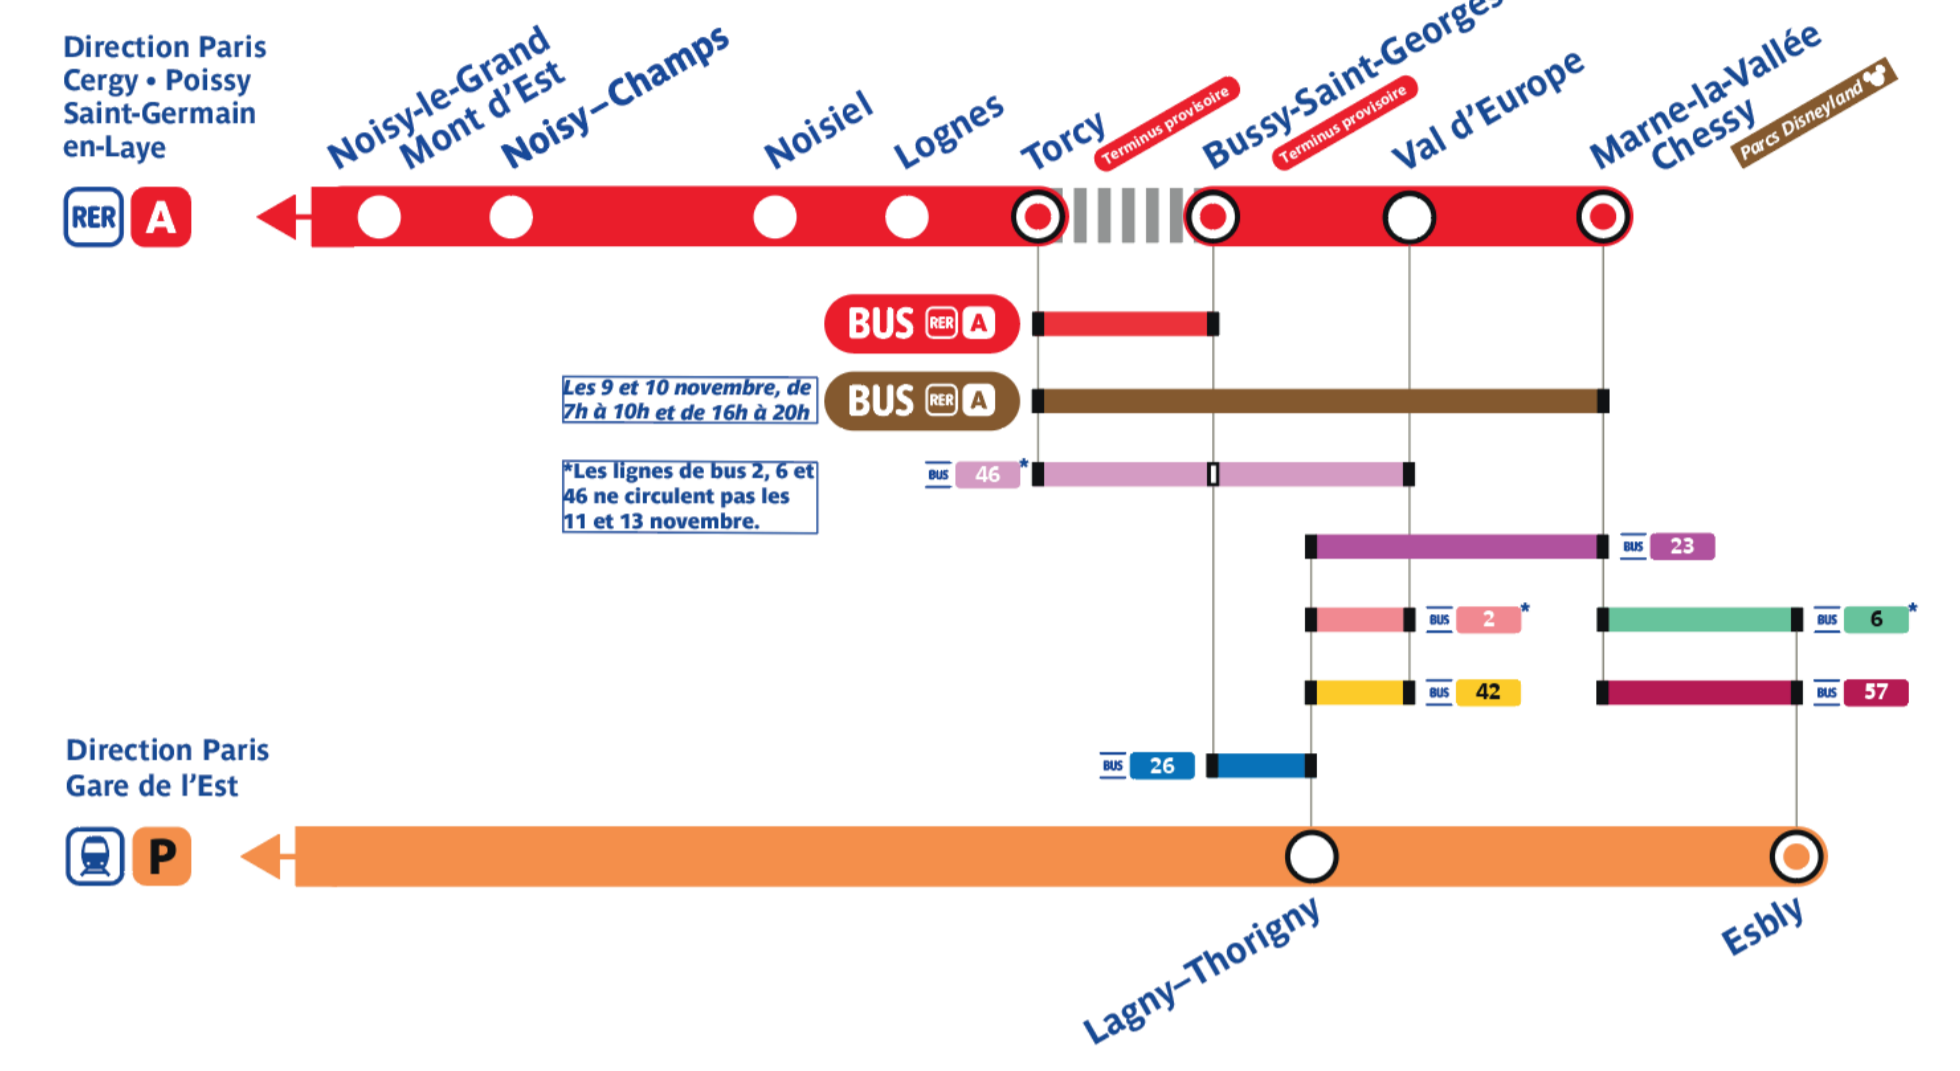 Direction Paris
Cergy • Poissy
Saint-Germain
en-Laye
RER A
Noisy-le-Grand
Mont d'Est
Noisy–Champs
Noisiel
Lognes
Torcy
Terminus provisoire
Bussy-Saint-Georges
Terminus provisoire
Val d'Europe
Marne-la-Vallée
Chessy
Parcs Disneyland
BUS RER A
Les 9 et 10 novembre, de
7h à 10h et de 16h à 20h
BUS RER A
*Les lignes de bus 2, 6 et
46 ne circulent pas les
11 et 13 novembre.
BUS 46 *
BUS 23
BUS 2 *
BUS 6 *
BUS 42
BUS 57
BUS 26
Direction Paris
Gare de l'Est
P
Lagny–Thorigny
Esbly